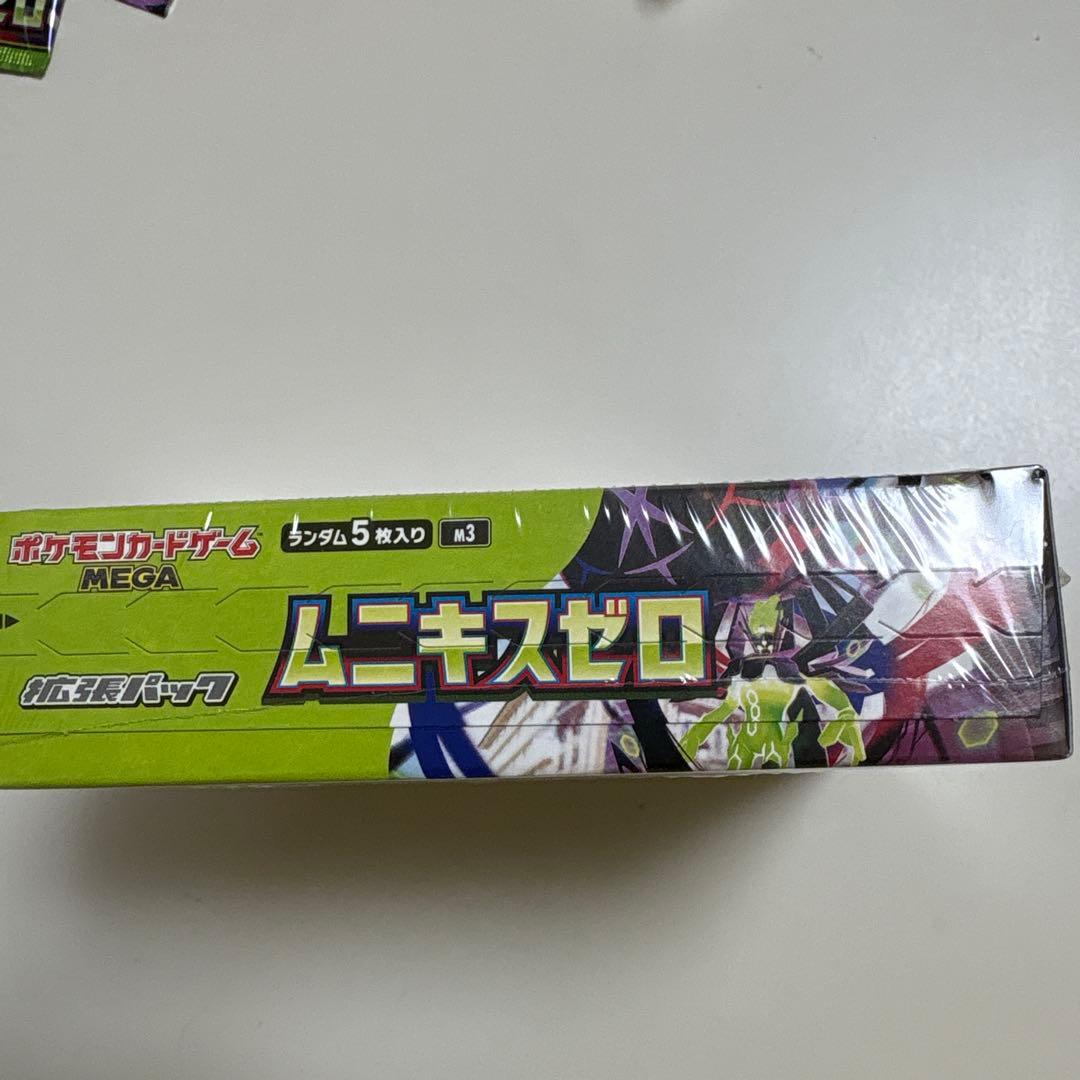 ポケモンカードゲーム
MEGA
ランダム5枚入り M3
ムニキスゼロ
拡張パック